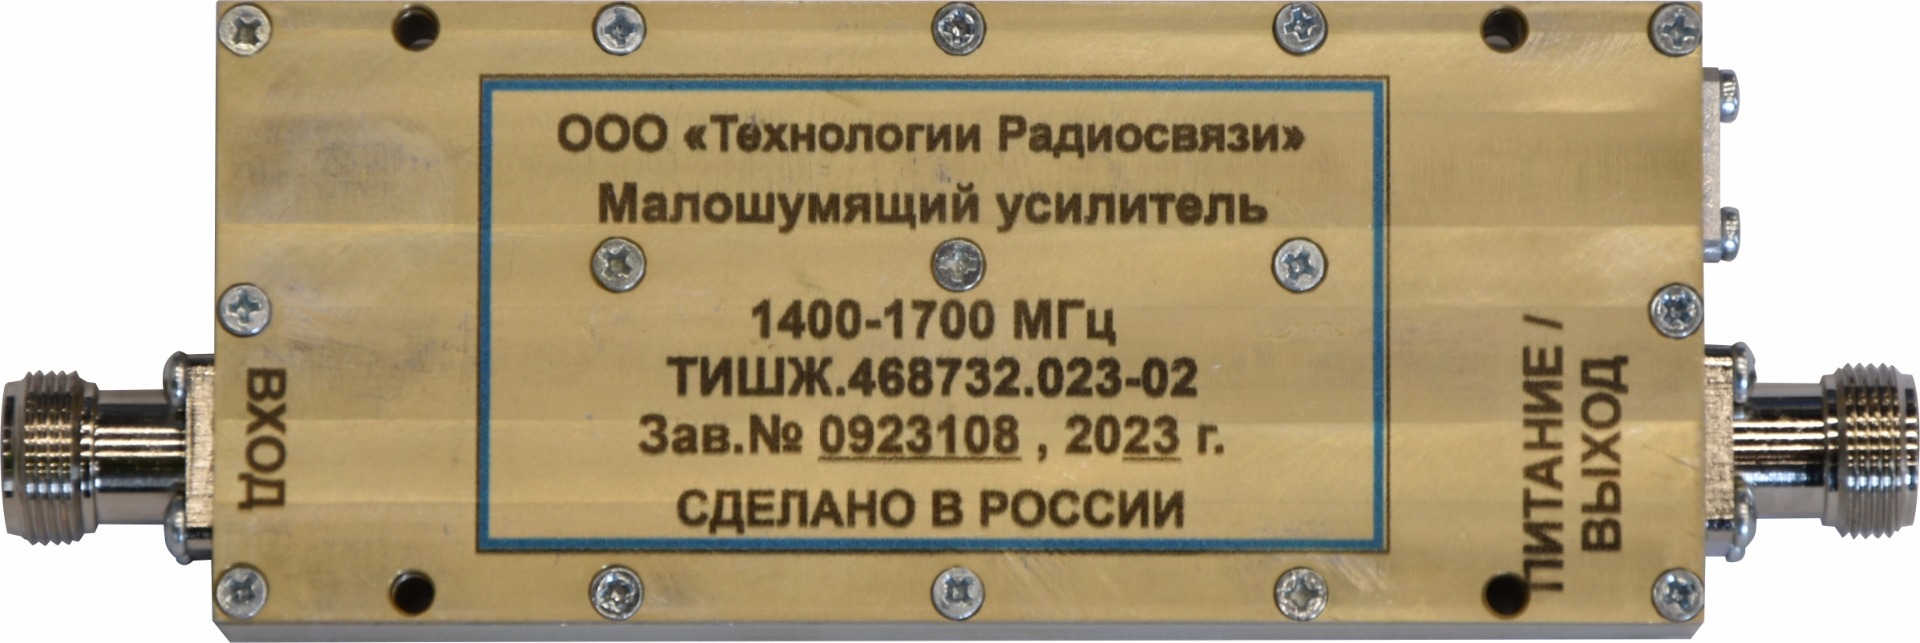 ООО «Технологии Радиосвязи»
Малошумящий усилитель
1400-1700 МГц
ТИШЖ.468732.023-02
Зав.№ 0923108 , 2023 г.
СДЕЛАНО В РОССИИ
ВХОД
ПИТАНИЕ /
ВЫХОД